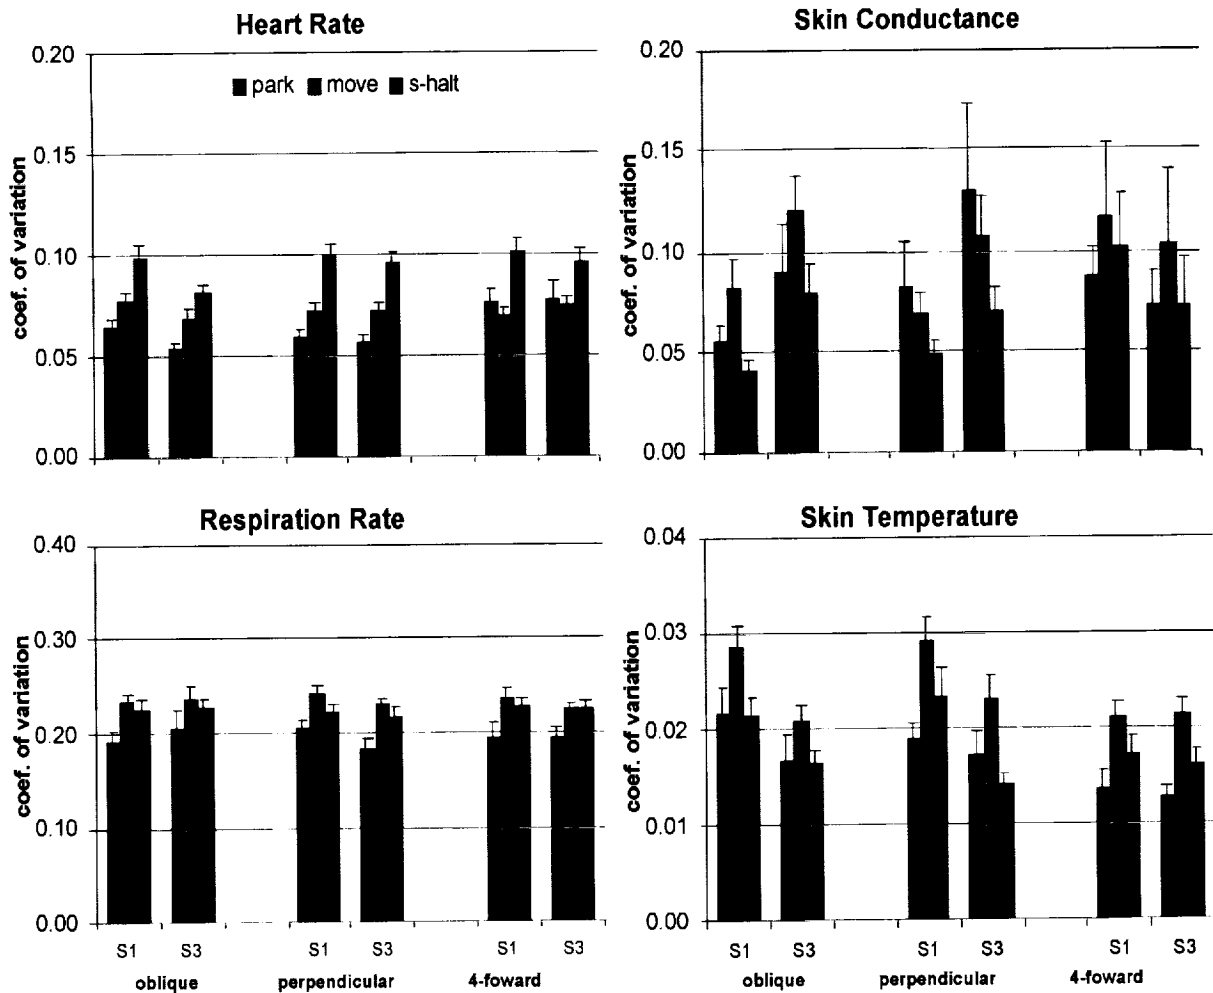 Heart Rate
0.20
park move s-halt
0.15
0.10
0.05
0.00
coef. of variation
Skin Conductance
0.20
0.15
0.10
0.05
0.00
coef. of variation
Respiration Rate
0.40
0.30
0.20
0.10
0.00
coef. of variation
S1 S3 S1 S3 S1 S3
oblique perpendicular 4-foward
Skin Temperature
0.04
0.03
0.02
0.01
0.00
coef. of variation
S1 S3 S1 S3 S1 S3
oblique perpendicular 4-foward